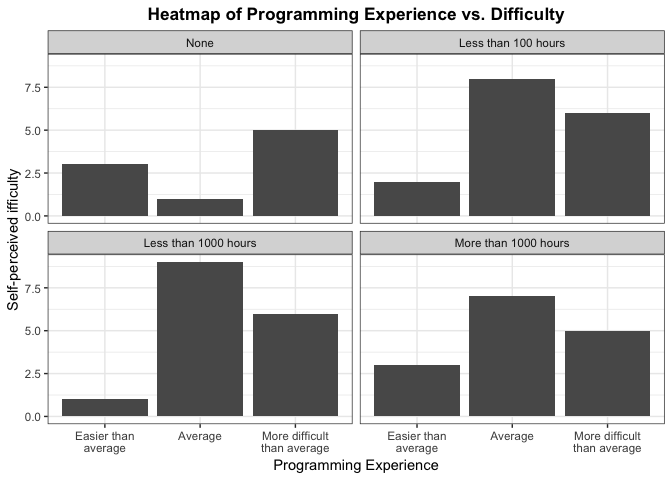 Heatmap of Programming Experience vs. Difficulty
None
Less than 100 hours
7.5
5.0
2.5
0.0
Less than 1000 hours
More than 1000 hours
7.5
5.0
2.5
0.0
Self-perceived ifficulty
Easier than
average
Average
More difficult
than average
Easier than
average
Average
More difficult
than average
Programming Experience